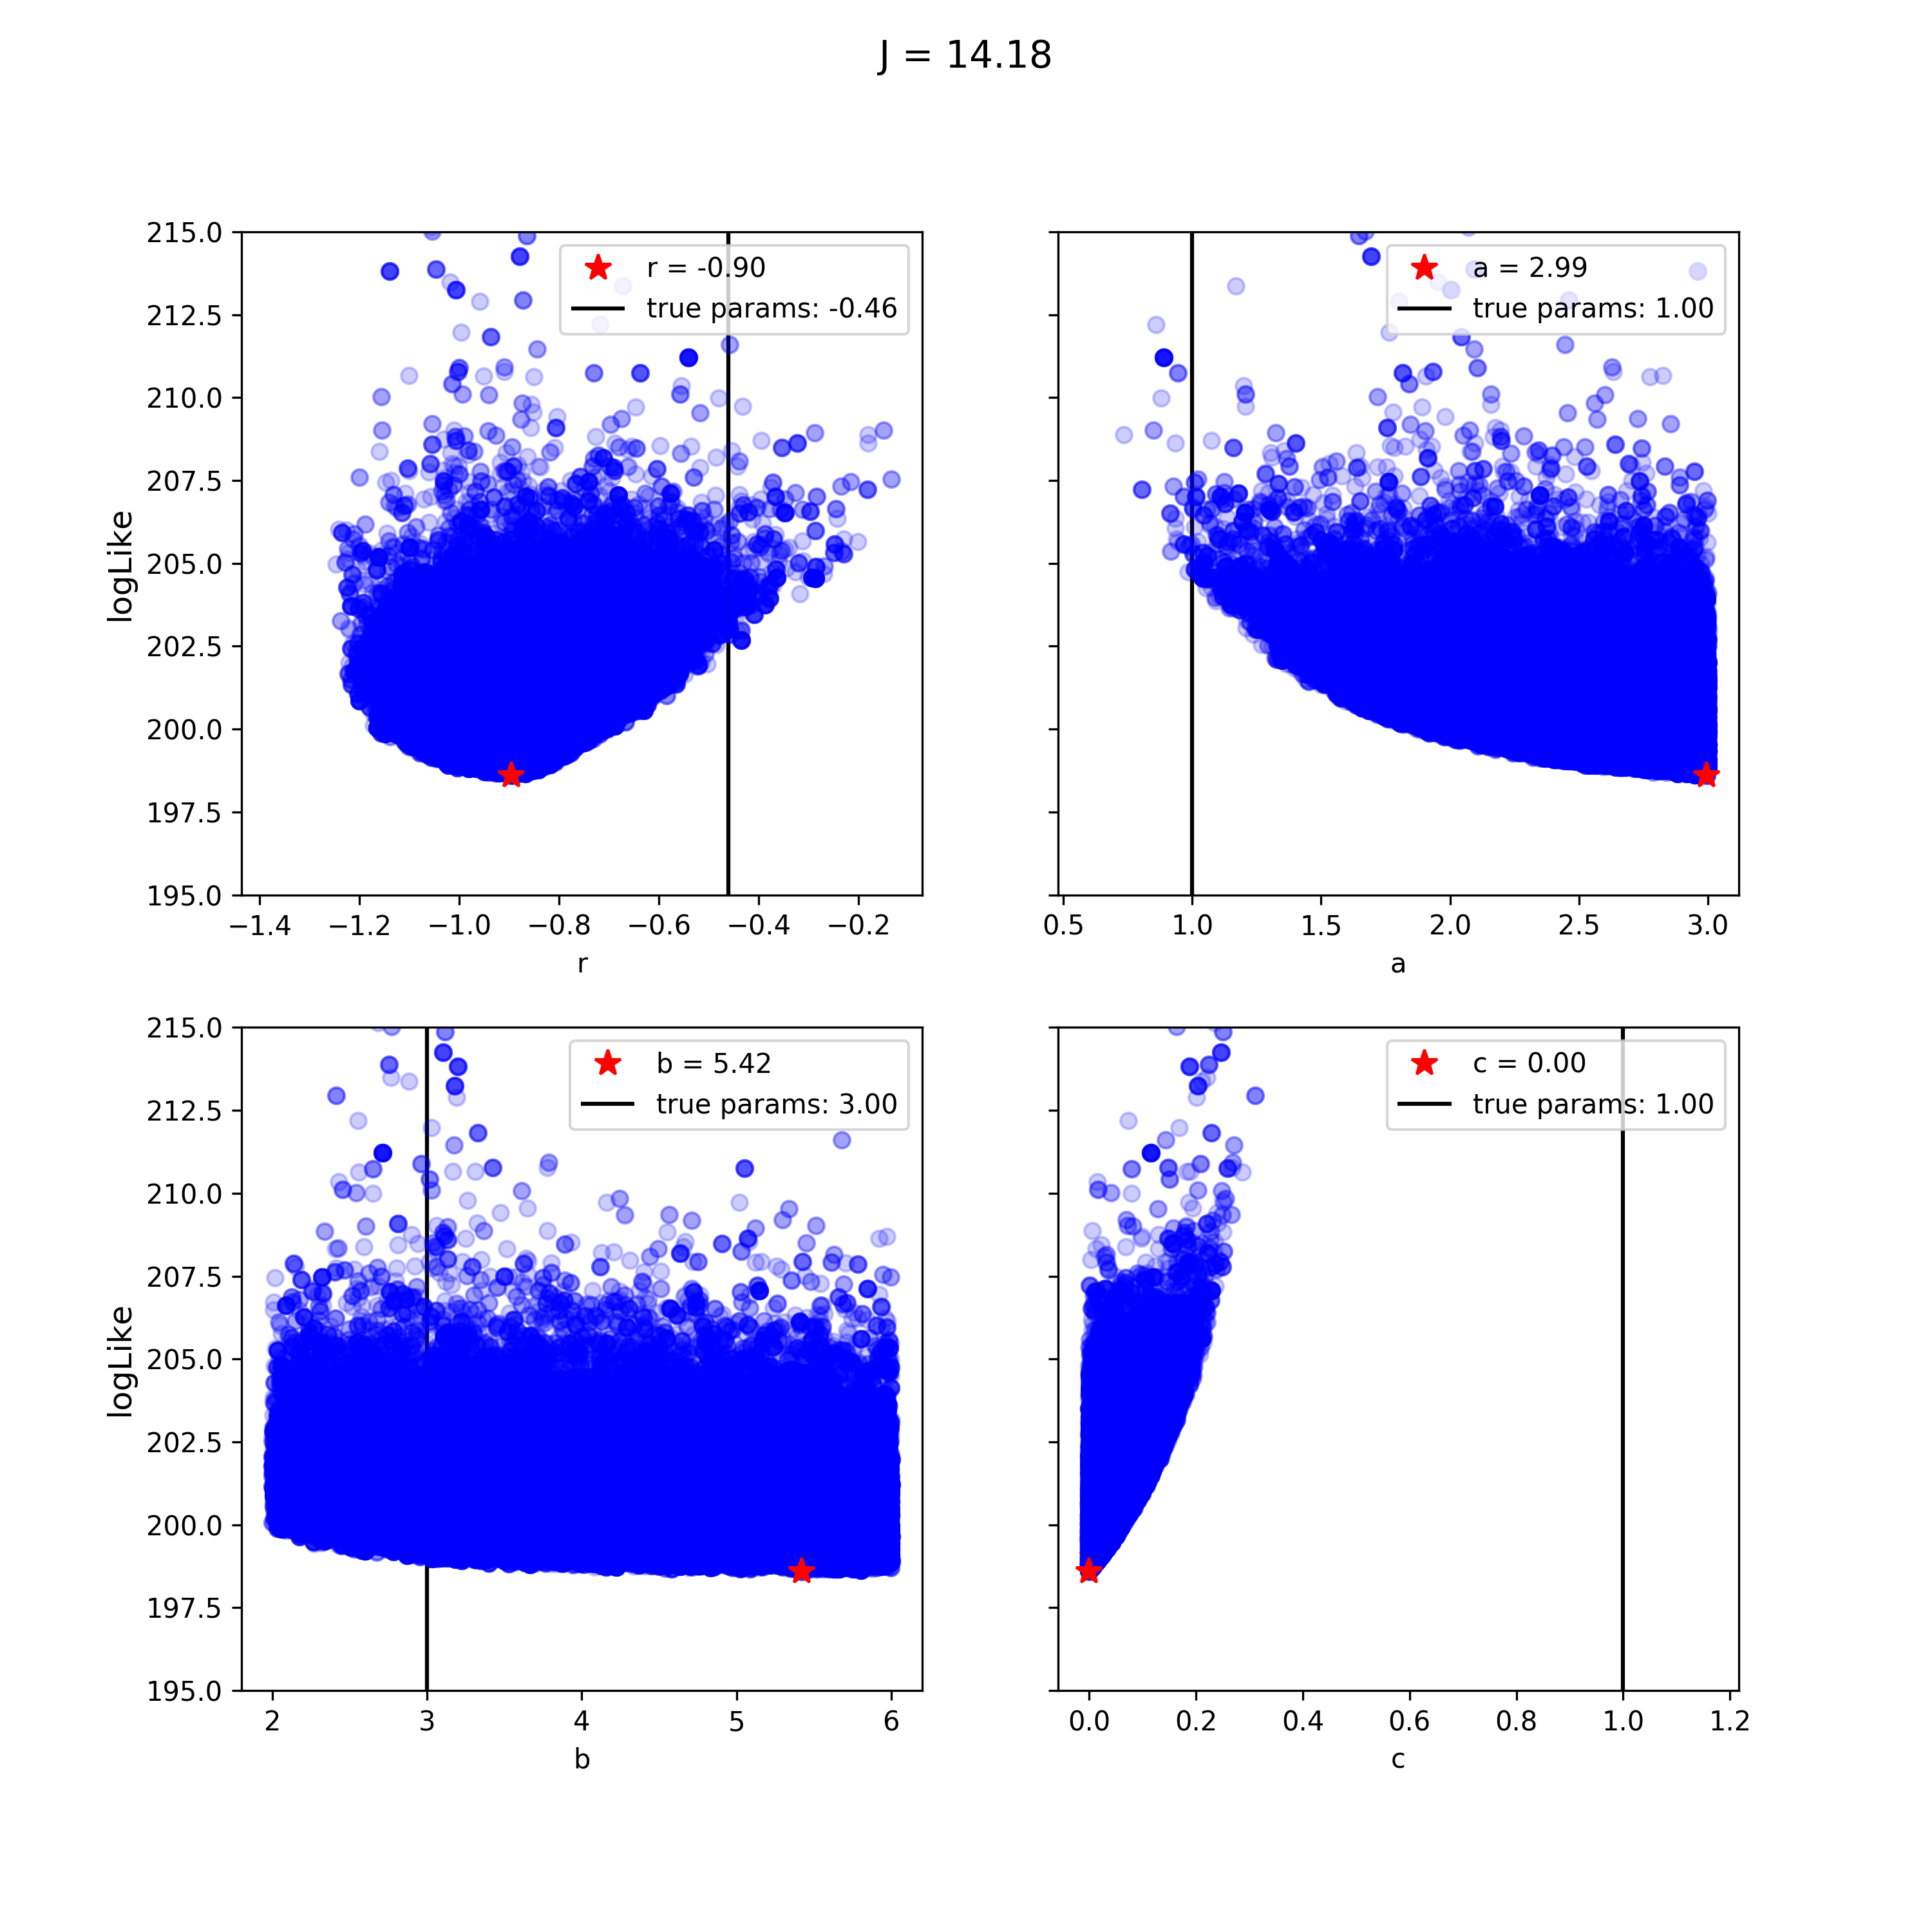 J = 14.18
215.0
212.5
210.0
207.5
205.0
202.5
200.0
197.5
195.0
logLike
r = -0.90
true params: -0.46
−1.4 −1.2 −1.0 −0.8 −0.6 −0.4 −0.2
r
a = 2.99
true params: 1.00
0.5 1.0 1.5 2.0 2.5 3.0
a
215.0
212.5
210.0
207.5
205.0
202.5
200.0
197.5
195.0
logLike
b = 5.42
true params: 3.00
2 3 4 5 6
b
c = 0.00
true params: 1.00
0.0 0.2 0.4 0.6 0.8 1.0 1.2
c